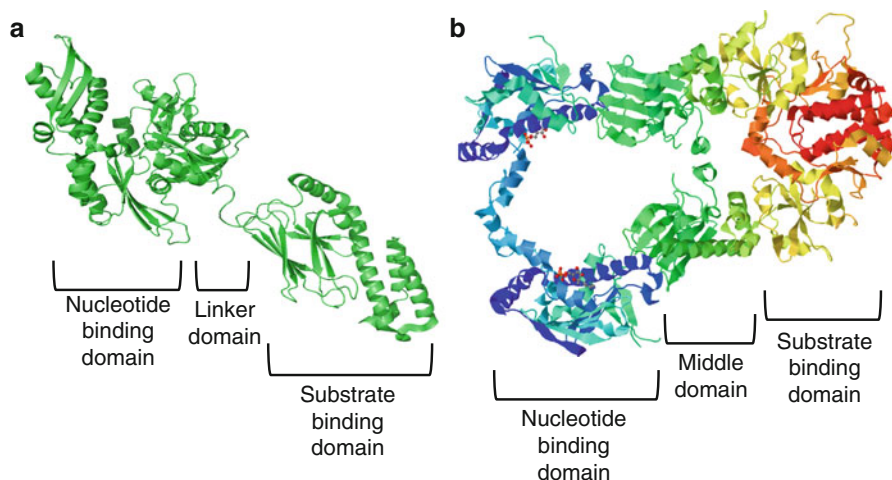 a
Nucleotide
binding
domain
Linker
domain
Substrate
binding
domain
b
Nucleotide
binding
domain
Middle
domain
Substrate
binding
domain